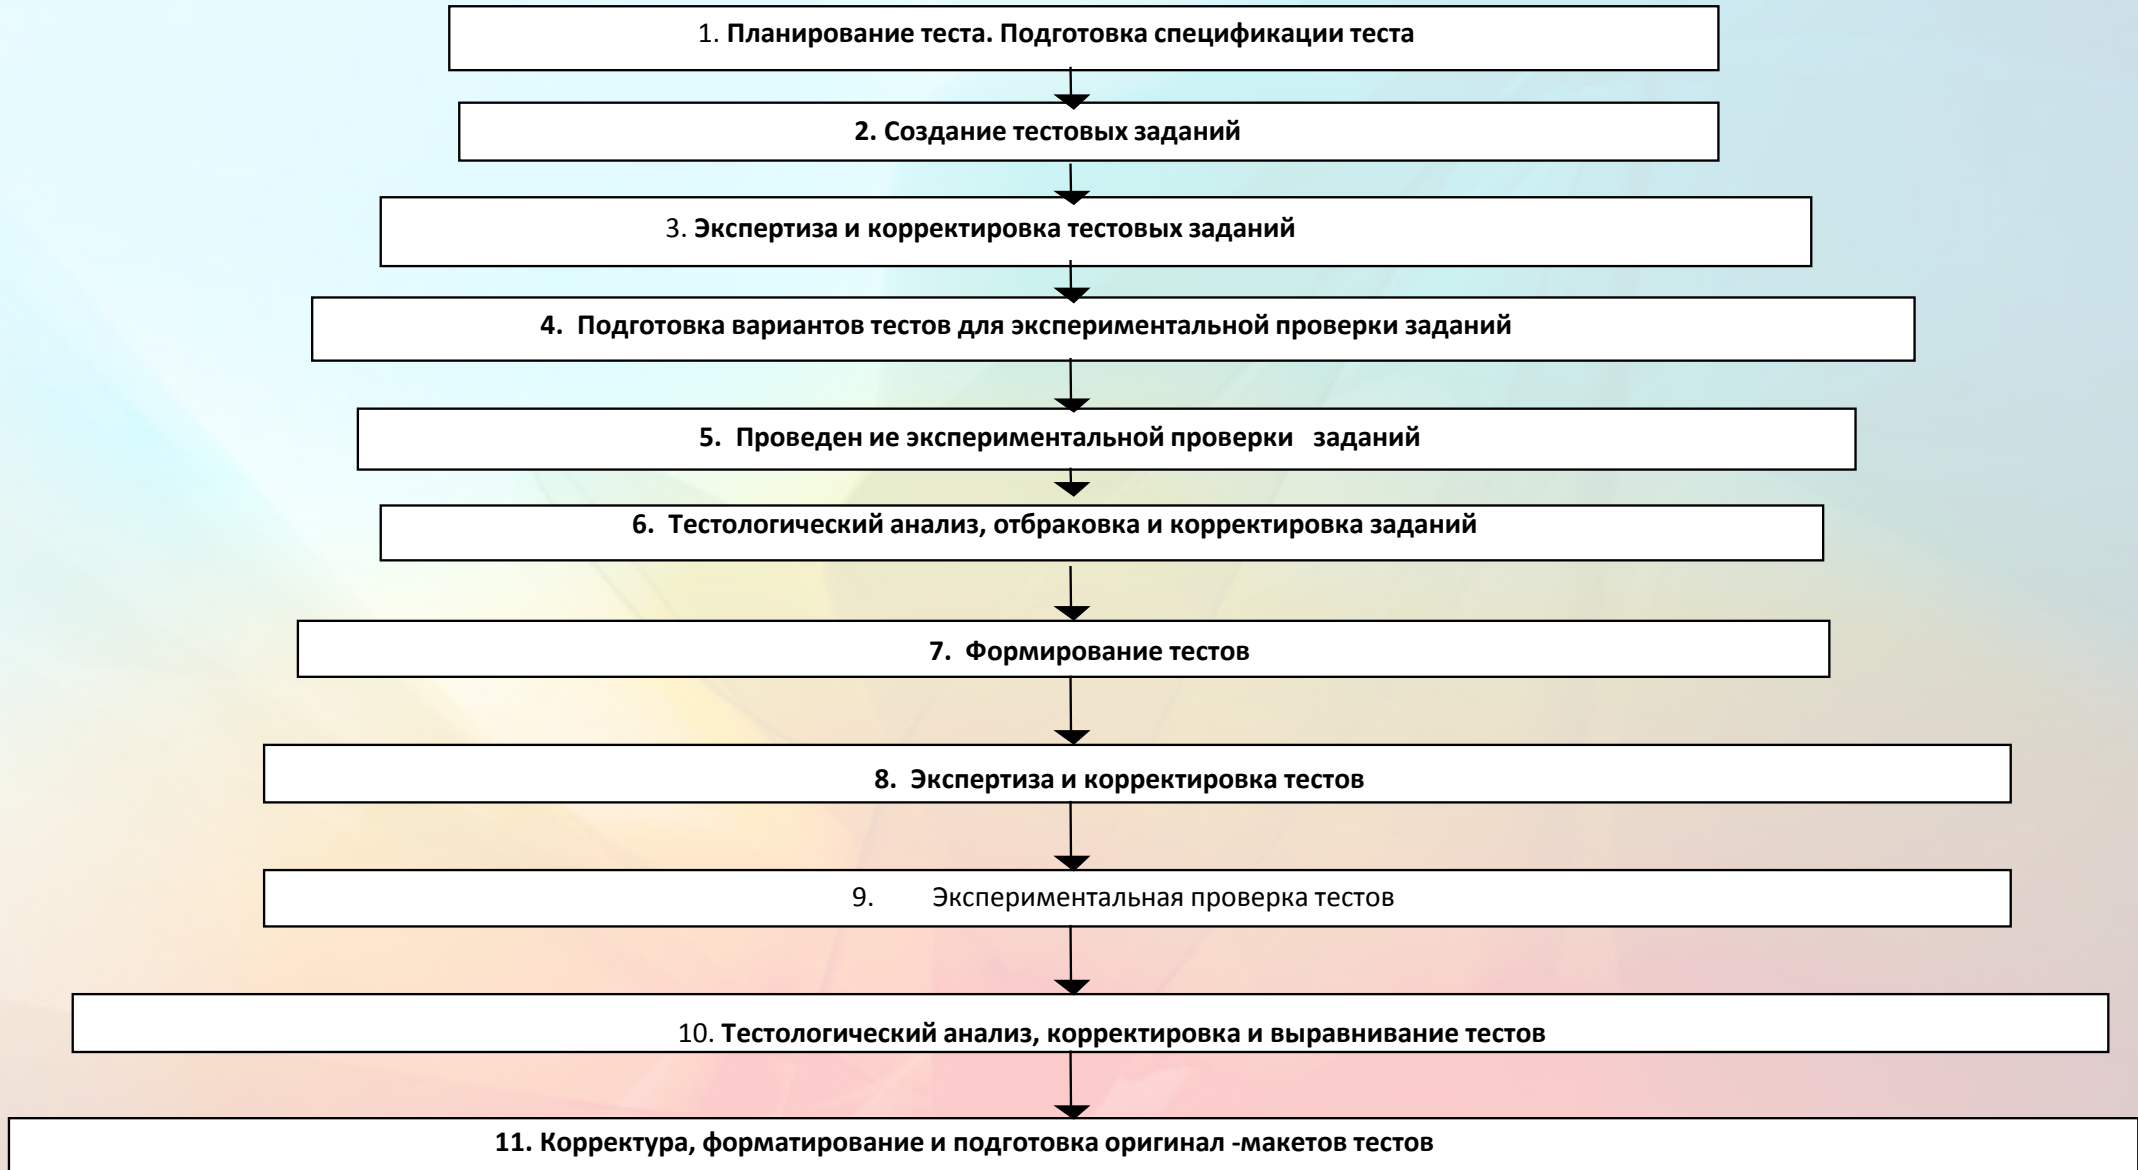 1. Планирование теста. Подготовка спецификации теста
2. Создание тестовых заданий
3. Экспертиза и корректировка тестовых заданий
4. Подготовка вариантов тестов для экспериментальной проверки заданий
5. Проведен ие экспериментальной проверки заданий
6. Тестологический анализ, отбраковка и корректировка заданий
7. Формирование тестов
8. Экспертиза и корректировка тестов
9. Экспериментальная проверка тестов
10. Тестологический анализ, корректировка и выравнивание тестов
11. Корректура, форматирование и подготовка оригинал -макетов тестов